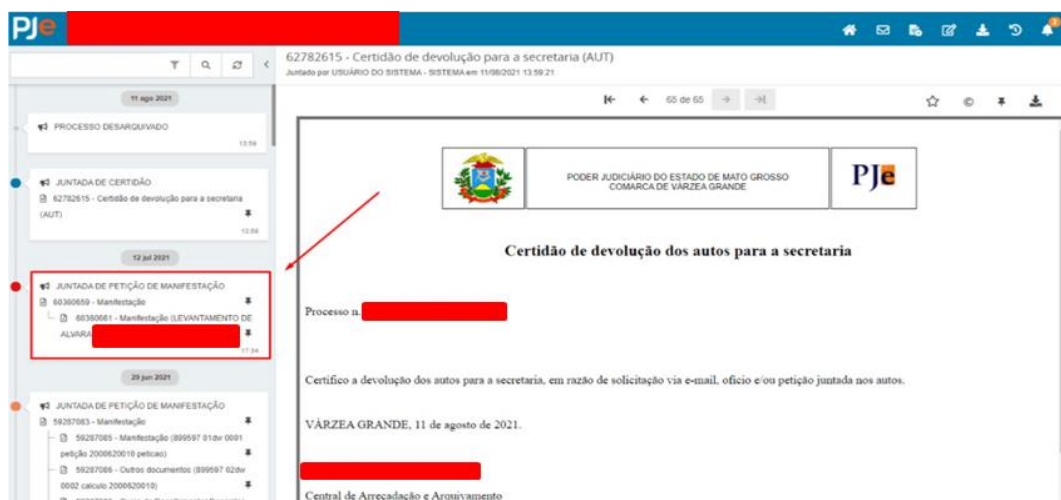 PJe
62782615 - Certidão de devolução para a secretaria (AUT)
Juntado por USUÁRIO DO SISTEMA - SISTEMA em 11/08/2021 13:59:21
65 de 65
11 ago 2021
PROCESSO DESARQUIVADO
13:59
JUNTADA DE CERTIDÃO
62782615 - Certidão de devolução para a secretaria
(AUT)
13:59
12 jul 2021
JUNTADA DE PETIÇÃO DE MANIFESTAÇÃO
60360659 - Manifestação
60360661 - Manifestação (LEVANTAMENTO DE
ALVARA
17:34
29 jun 2021
JUNTADA DE PETIÇÃO DE MANIFESTAÇÃO
59287083 - Manifestação
59287085 - Manifestação (899597 01dw 0001
petição 2000620010 peticao)
59287086 - Outros documentos (899597 02dw
0002 calculo 2000620010)
PODER JUDICIÁRIO DO ESTADO DE MATO GROSSO
COMARCA DE VÁRZEA GRANDE
PJe
Certidão de devolução dos autos para a secretaria
Processo n.
Certifico a devolução dos autos para a secretaria, em razão de solicitação via e-mail, ofício e/ou petição juntada nos autos.
VÁRZEA GRANDE, 11 de agosto de 2021.
Central de Arrecadação e Arquivamento